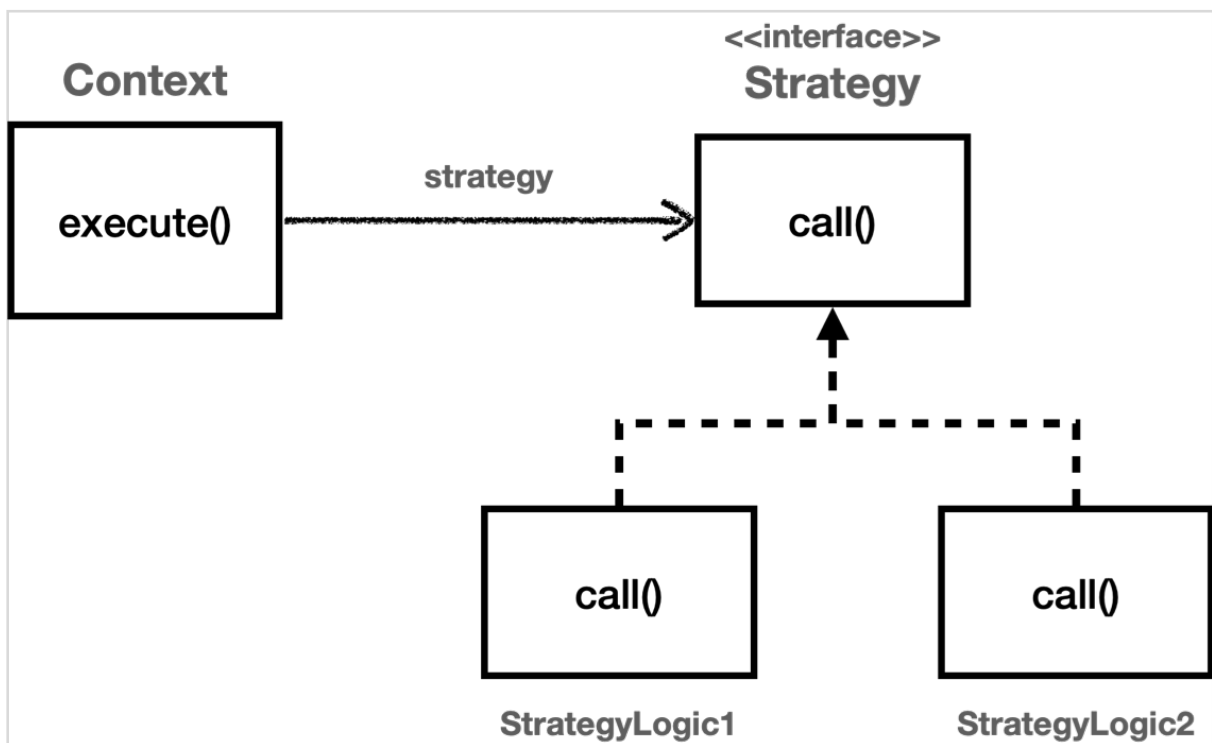 <<interface>>
Context
Strategy
strategy
execute()
call()
call()
call()
StrategyLogic1
StrategyLogic2